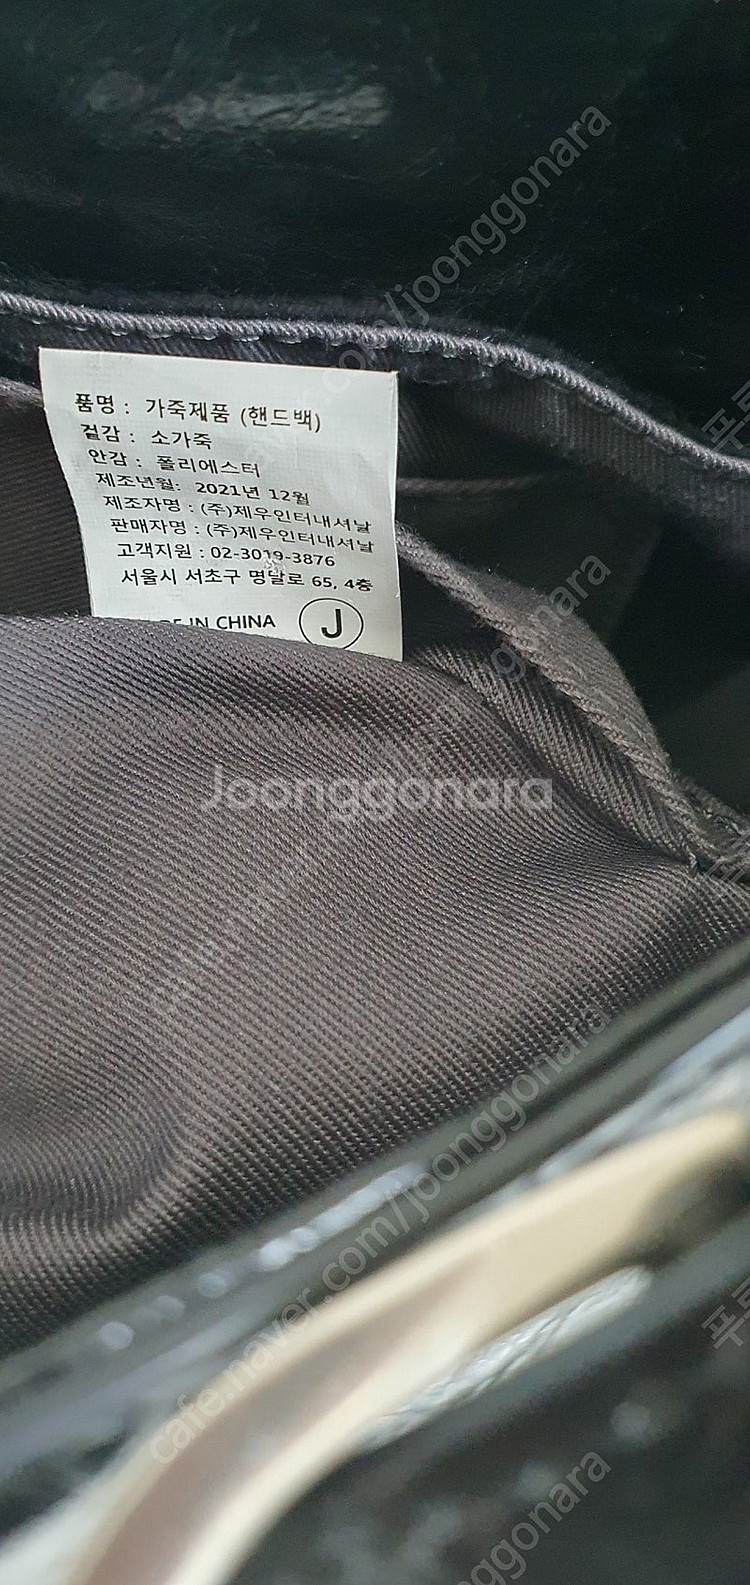 품명 : 가죽제품 (핸드백)
겉감 : 소가죽
안감 : 폴리에스터
제조년월: 2021년 12월
제조자명 : (주)제우인터내셔날
판매자명 : (주)제우인터내셔날
고객지원 : 02-3019-3876
서울시 서초구 명달로 65, 4층
IN CHINA
J
Joonggonara
cafe.naver.com/joonggonara